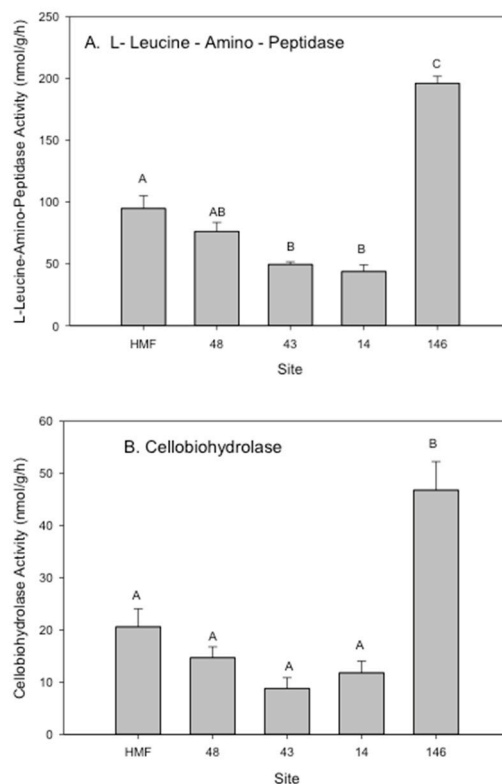 A. L- Leucine - Amino - Peptidase
L-Leucine-Amino-Peptidase Activity (nmol/g/h)
250
200
150
100
50
0
A
AB
B
B
C
HMF 48 43 14 146
Site
B. Cellobiohydrolase
Cellobiohydrolase Activity (nmol/g/h)
60
50
40
30
20
10
0
A
A
A
A
B
HMF 48 43 14 146
Site